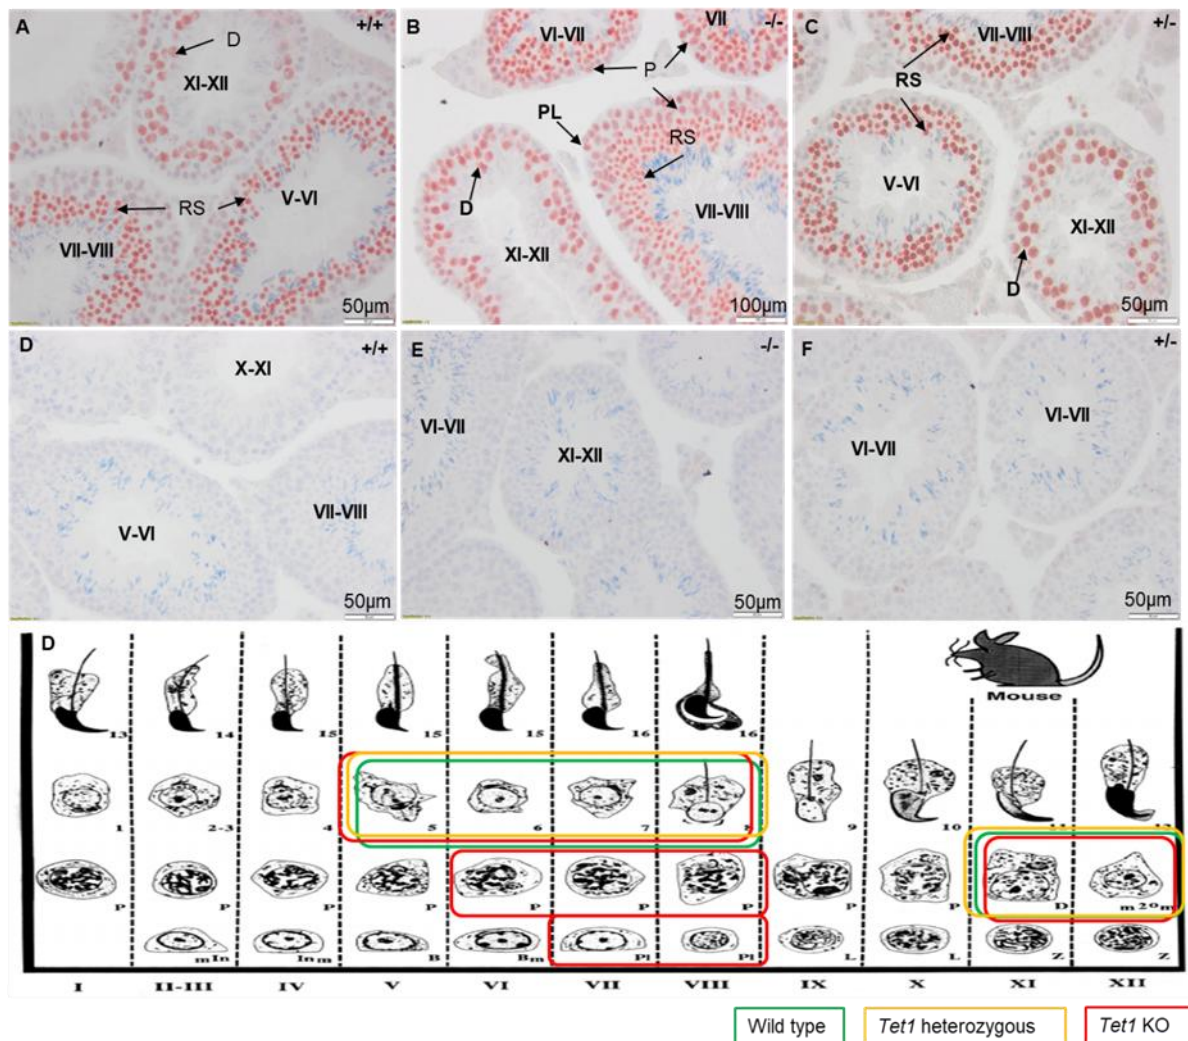 A
+/+
D
XI-XII
RS
V-VI
VII-VIII
50µm
B
VI-VII
VII
-/-
P
PL
RS
D
XI-XII
VII-VIII
100µm
C
VII-VIII
+/-
RS
V-VI
XI-XII
D
50µm
D
X-XI
+/+
V-VI
VII-VIII
50µm
E
-/-
VI-VII
XI-XII
50µm
F
+/-
VI-VII
VI-VII
50µm
D
Mouse
13 14 15 15 15 16 16
1 2-3 4 5 6 7 8 9 10 11 12
P P P P P P P P P D m2om
mIn Inm B Bm Pl Pl L L Z Z
I II-III IV V VI VII VIII IX X XI XII
Wild type Tet1 heterozygous Tet1 KO